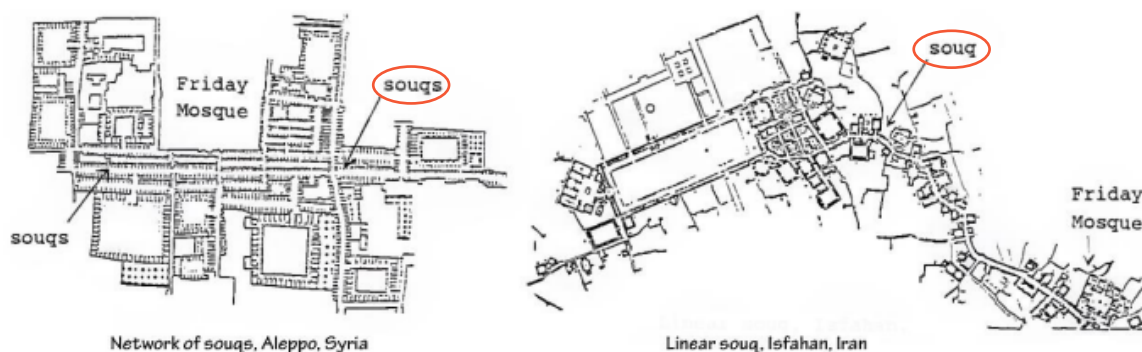 Friday
Mosque
souqs
souqs
Network of souqs, Aleppo, Syria
souq
Friday
Mosque
Linear souq, Isfahan, Iran